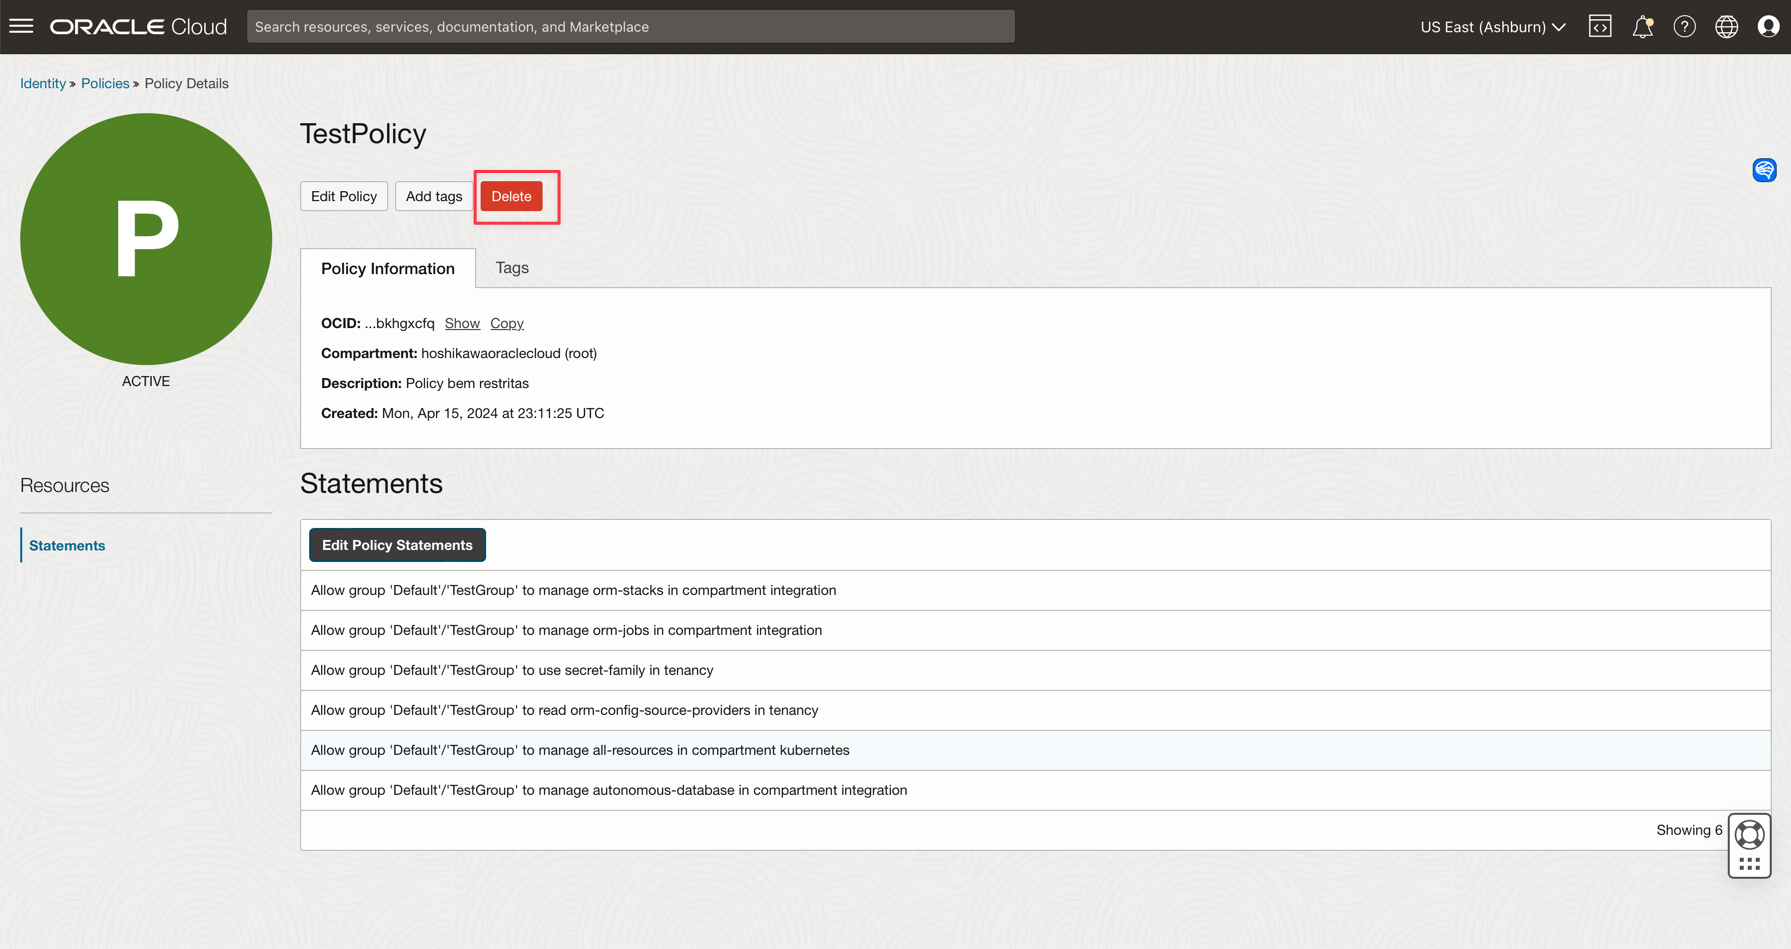 ORACLE Cloud
Search resources, services, documentation, and Marketplace
US East (Ashburn)
Identity » Policies » Policy Details
P
ACTIVE
TestPolicy
Edit Policy
Add tags
Delete
Policy Information
Tags
OCID: ...bkhgxcfq Show Copy
Compartment: hoshikawaoraclecloud (root)
Description: Policy bem restritas
Created: Mon, Apr 15, 2024 at 23:11:25 UTC
Resources
Statements
Statements
Edit Policy Statements
Allow group 'Default'/'TestGroup' to manage orm-stacks in compartment integration
Allow group 'Default'/'TestGroup' to manage orm-jobs in compartment integration
Allow group 'Default'/'TestGroup' to use secret-family in tenancy
Allow group 'Default'/'TestGroup' to read orm-config-source-providers in tenancy
Allow group 'Default'/'TestGroup' to manage all-resources in compartment kubernetes
Allow group 'Default'/'TestGroup' to manage autonomous-database in compartment integration
Showing 6